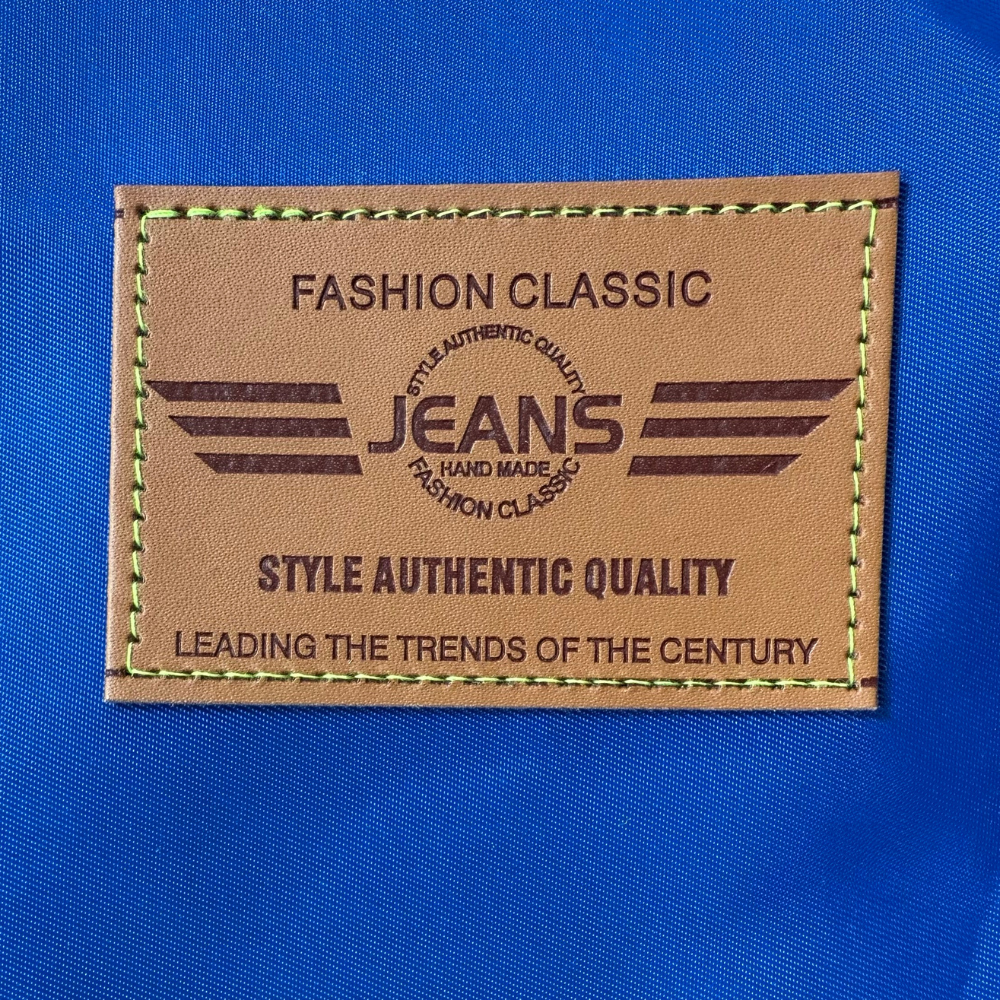 FASHION CLASSIC
STYLE AUTHENTIC QUALITY
JEANS
HAND MADE
FASHION CLASSIC
STYLE AUTHENTIC QUALITY
LEADING THE TRENDS OF THE CENTURY